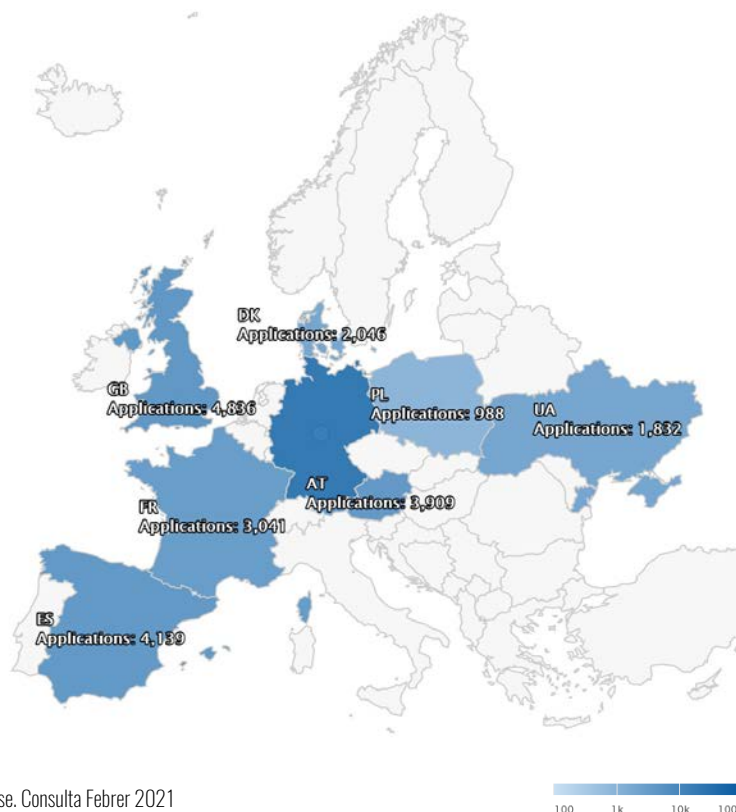 DK
Applications: 2,046
GB
Applications: 4,836
PL
Applications: 988
UA
Applications: 1,832
AT
Applications: 3,909
FR
Applications: 3,041
ES
Applications: 4,139
se. Consulta Febrer 2021
100 1k 10k 100